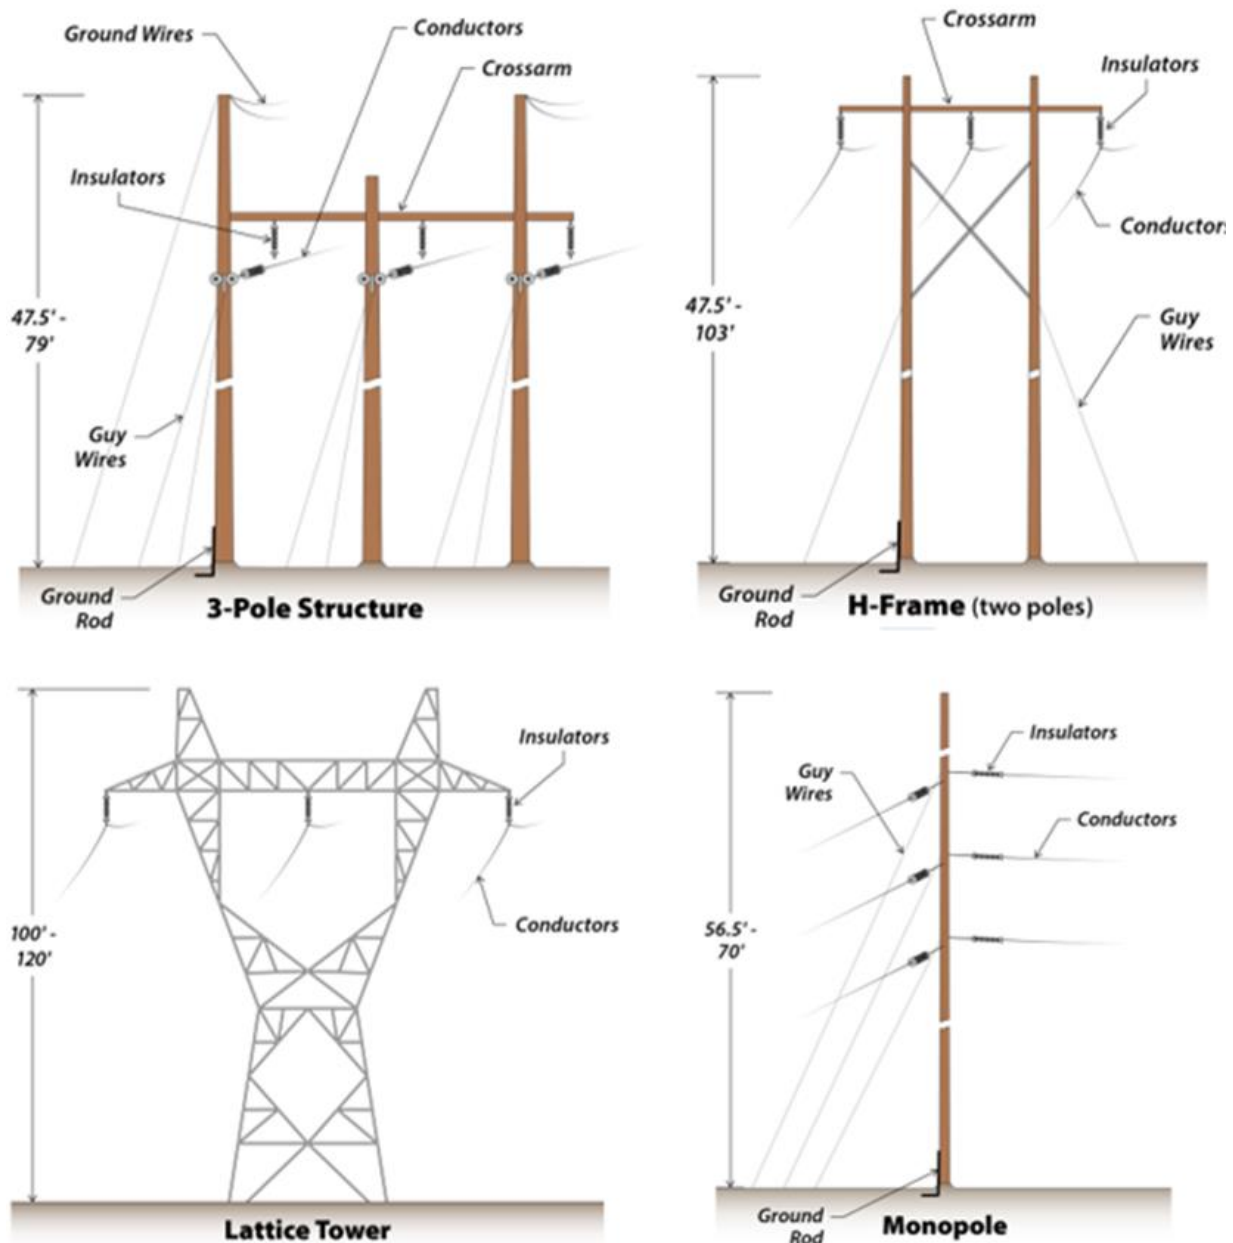 Ground Wires
Conductors
Crossarm
Insulators
47.5' -
79'
Guy
Wires
Ground
Rod
3-Pole Structure
Crossarm
Insulators
Conductors
47.5' -
103'
Guy
Wires
Ground
Rod
H-Frame (two poles)
Insulators
100' -
120'
Conductors
Lattice Tower
Insulators
Guy
Wires
Conductors
56.5' -
70'
Ground
Rod
Monopole